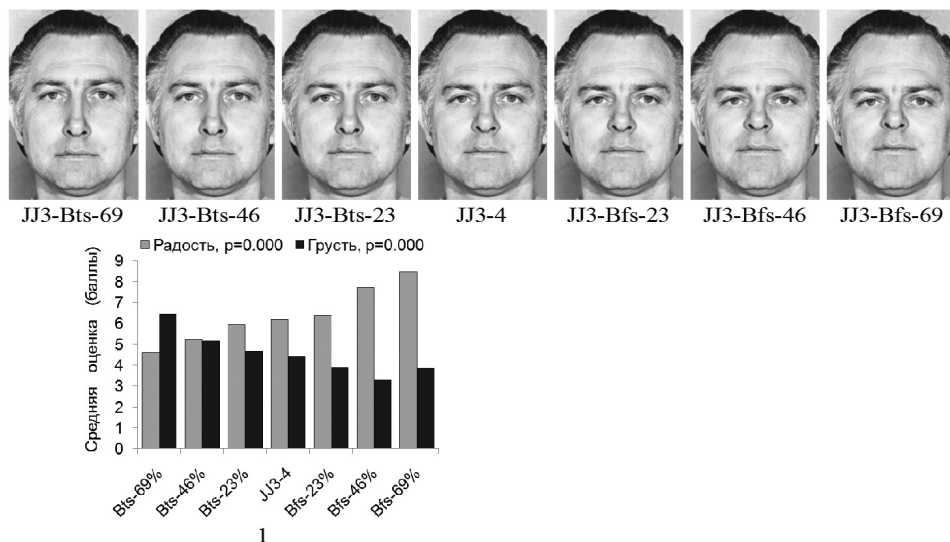 JJ3-Bts-69 JJ3-Bts-46 JJ3-Bts-23 JJ3-4 JJ3-Bfs-23 JJ3-Bfs-46 JJ3-Bfs-69
Радость, p=0.000 Грусть, p=0.000
Средняя оценка (баллы)
9
8
7
6
5
4
3
2
1
0
Bts-69% Bts-46% Bts-23% JJ3-4 Bfs-23% Bfs-46% Bfs-69%
1